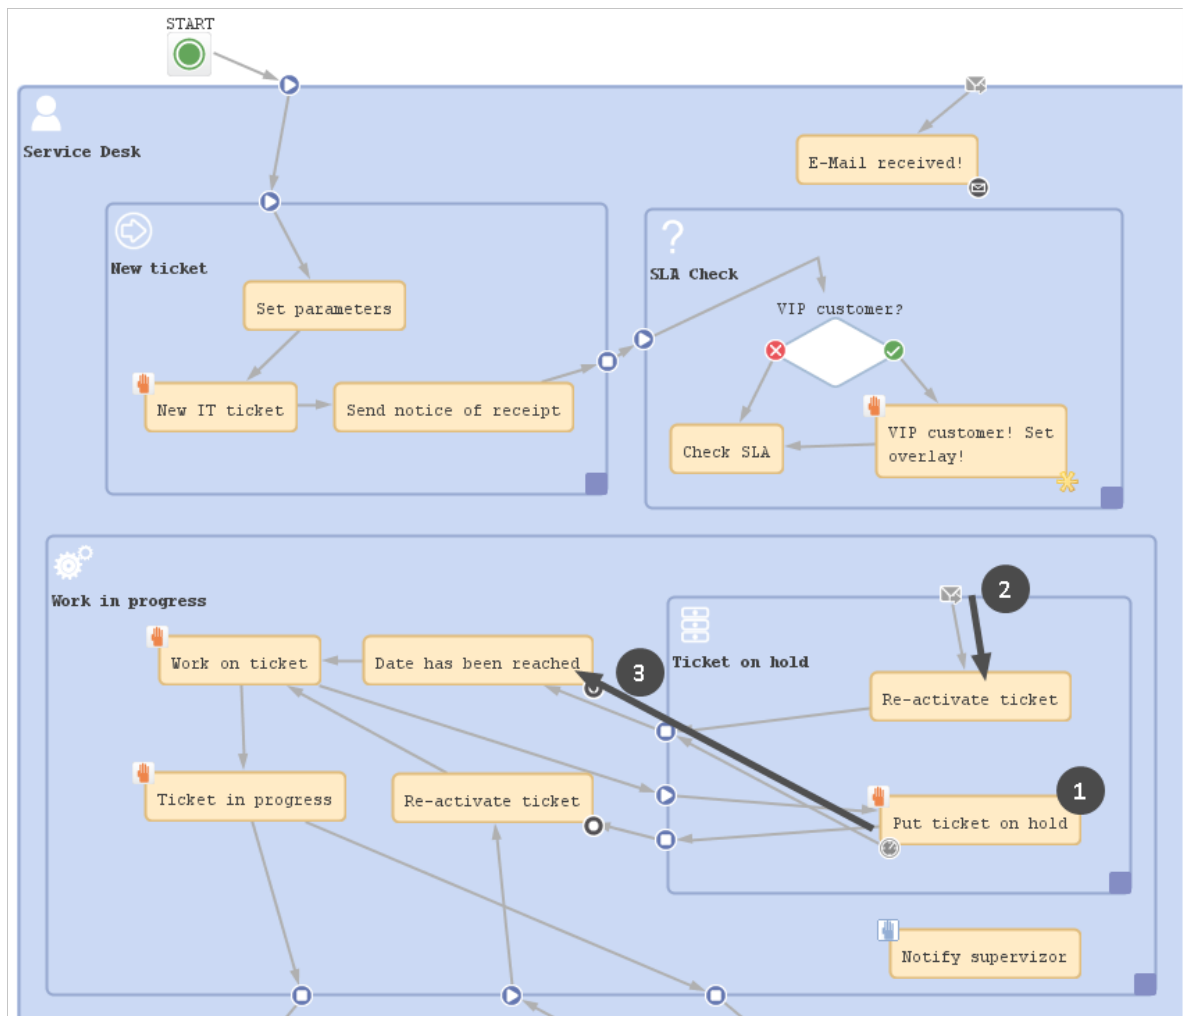 START
Service Desk
E-Mail received!
New ticket
SLA Check
Set parameters
VIP customer?
New IT ticket
Send notice of receipt
VIP customer! Set
overlay!
Check SLA
Work in progress
2
Work on ticket
Date has been reached
3
Ticket on hold
Re-activate ticket
Ticket in progress
Re-activate ticket
1
Put ticket on hold
Notify supervizor